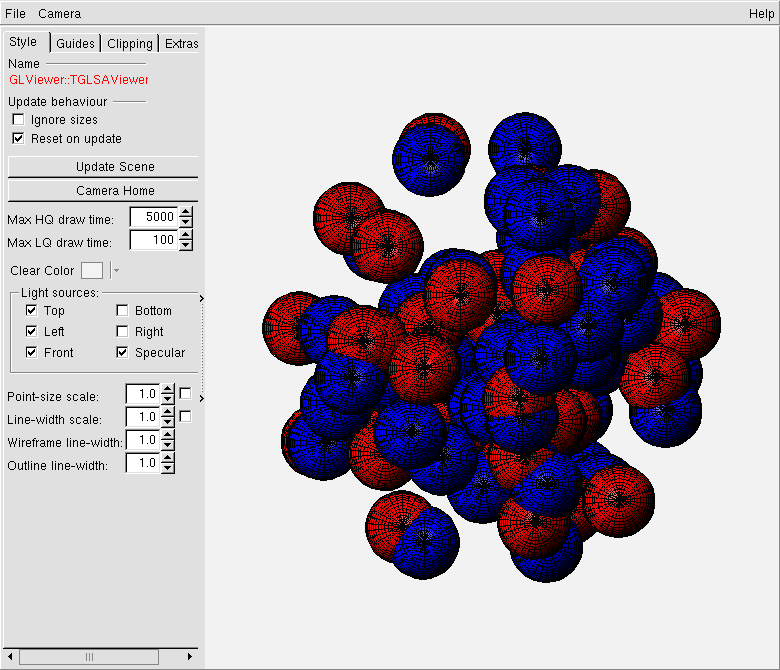 File Camera Help
Style Guides Clipping Extras
Name
GLViewer::TGLSAViewer
Update behaviour
Ignore sizes
Reset on update
Update Scene
Camera Home
Max HQ draw time: 5000
Max LQ draw time: 100
Clear Color
Light sources:
Top Bottom
Left Right
Front Specular
Point-size scale: 1.0
Line-width scale: 1.0
Wireframe line-width: 1.0
Outline line-width: 1.0